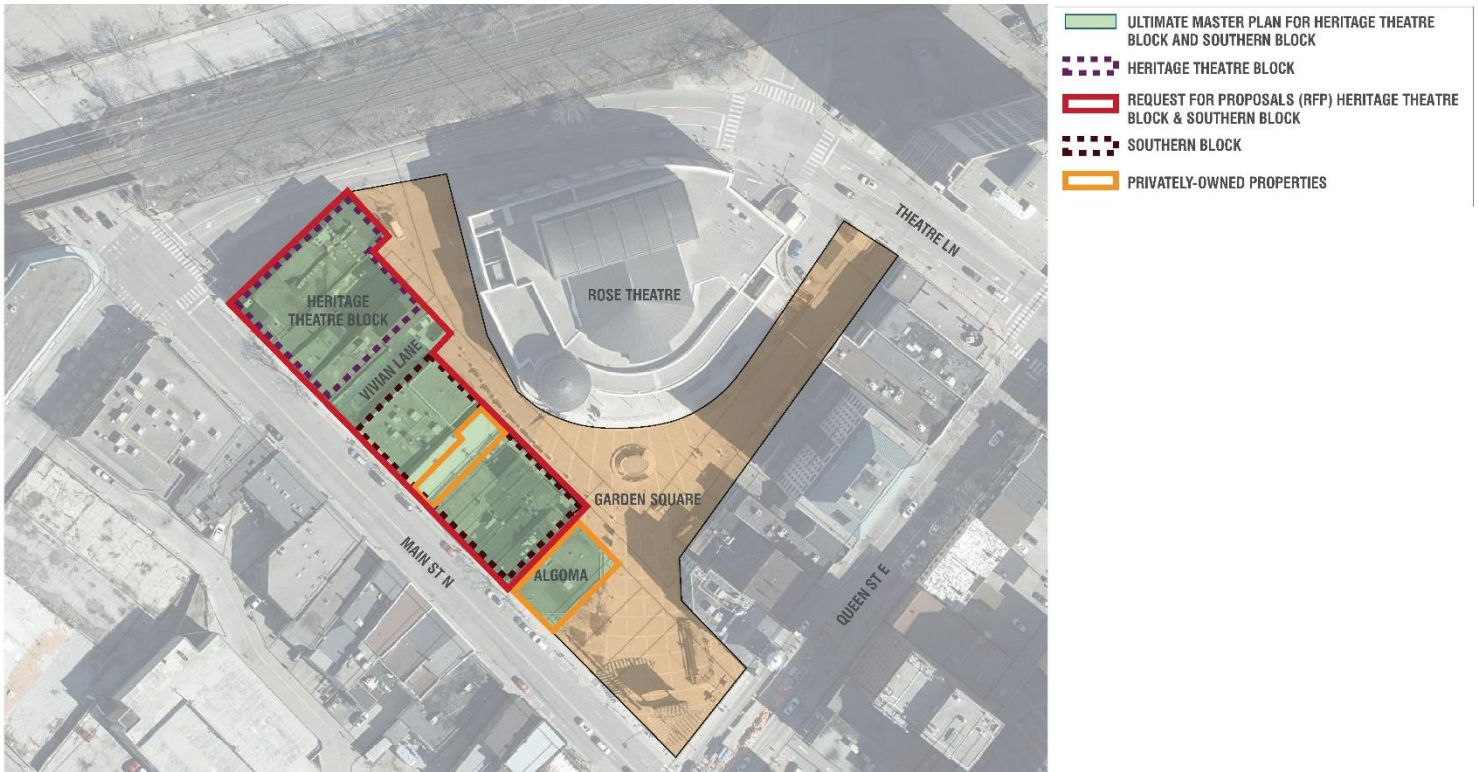 ULTIMATE MASTER PLAN FOR HERITAGE THEATRE
BLOCK AND SOUTHERN BLOCK
HERITAGE THEATRE BLOCK
REQUEST FOR PROPOSALS (RFP) HERITAGE THEATRE
BLOCK & SOUTHERN BLOCK
SOUTHERN BLOCK
PRIVATELY-OWNED PROPERTIES
THEATRE LN
ROSE THEATRE
HERITAGE
THEATRE BLOCK
VIVIAN LANE
GARDEN SQUARE
MAIN ST N
ALGOMA
QUEEN ST E